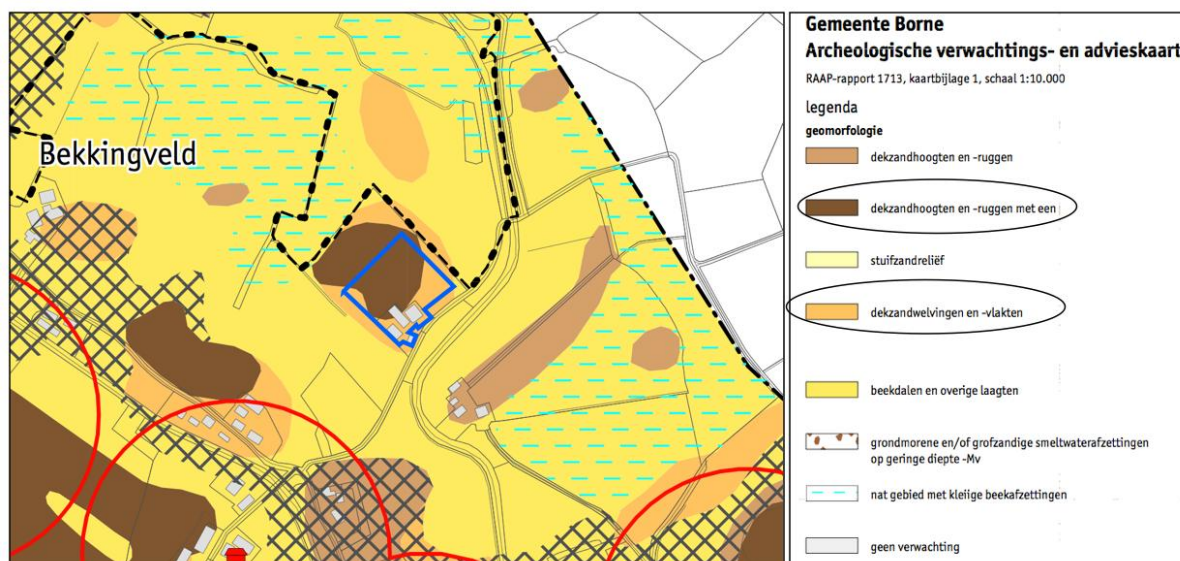 Bekkingveld
Gemeente Borne
Archeologische verwachtings- en advieskaart
RAAP-rapport 1713, kaartbijlage 1, schaal 1:10.000
legenda
geomorfologie
dekzandhoogten en -ruggen
dekzandhoogten en -ruggen met een
stuifzandreliëf
dekzandwelvingen en -vlakten
beekdalen en overige laagten
grondmorene en/of grofzandige smeltwaterafzettingen
op geringe diepte -Mv
nat gebied met kleiige beekafzettingen
geen verwachting